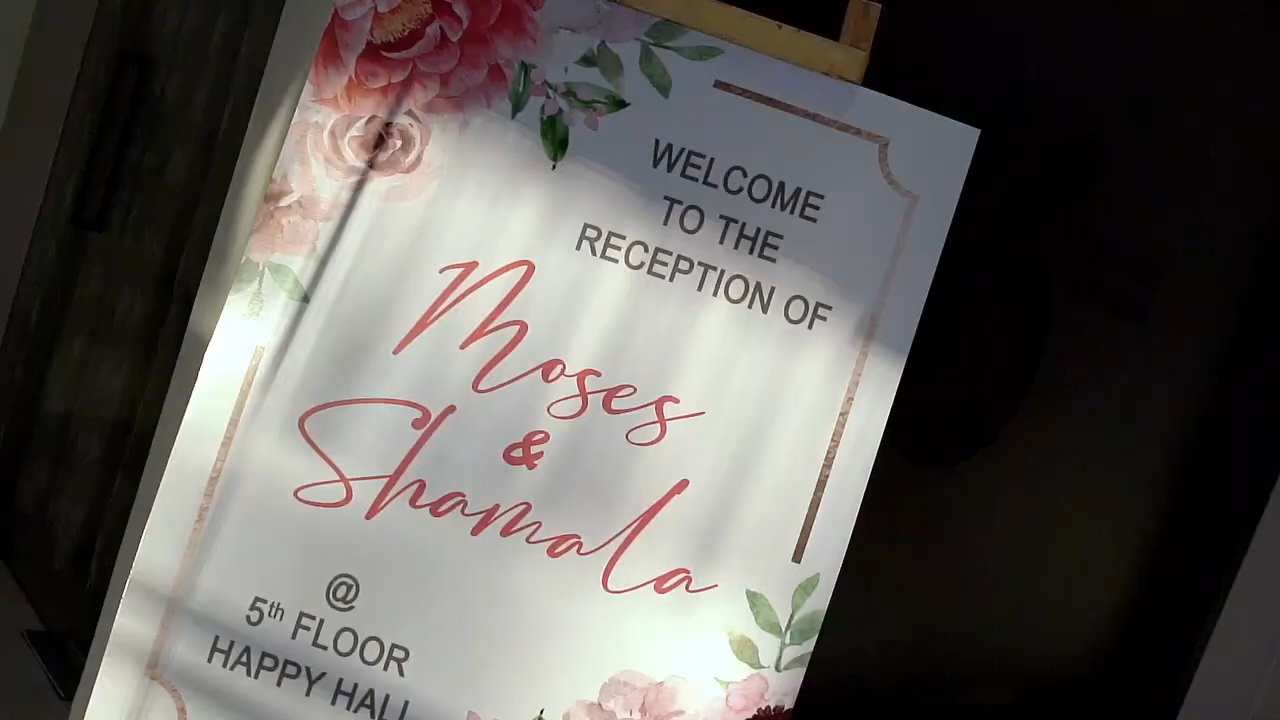 WELCOME
TO THE
RECEPTION OF
Moses
&
Shamala
@
5th FLOOR
HAPPY HALL